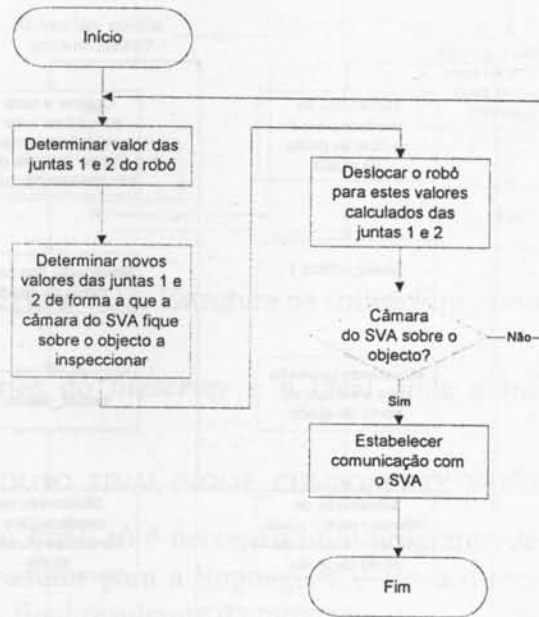 Início
Determinar valor das
juntas 1 e 2 do robô
Determinar novos
valores das juntas 1 e
2 de forma a que a
câmara do SVA fique
sobre o objecto a
inspeccionar
Deslocar o robô
para estes valores
calculados das
juntas 1 e 2
Câmara
do SVA sobre o
objecto?
Não
Sim
Estabelecer
comunicação com
o SVA
Fim